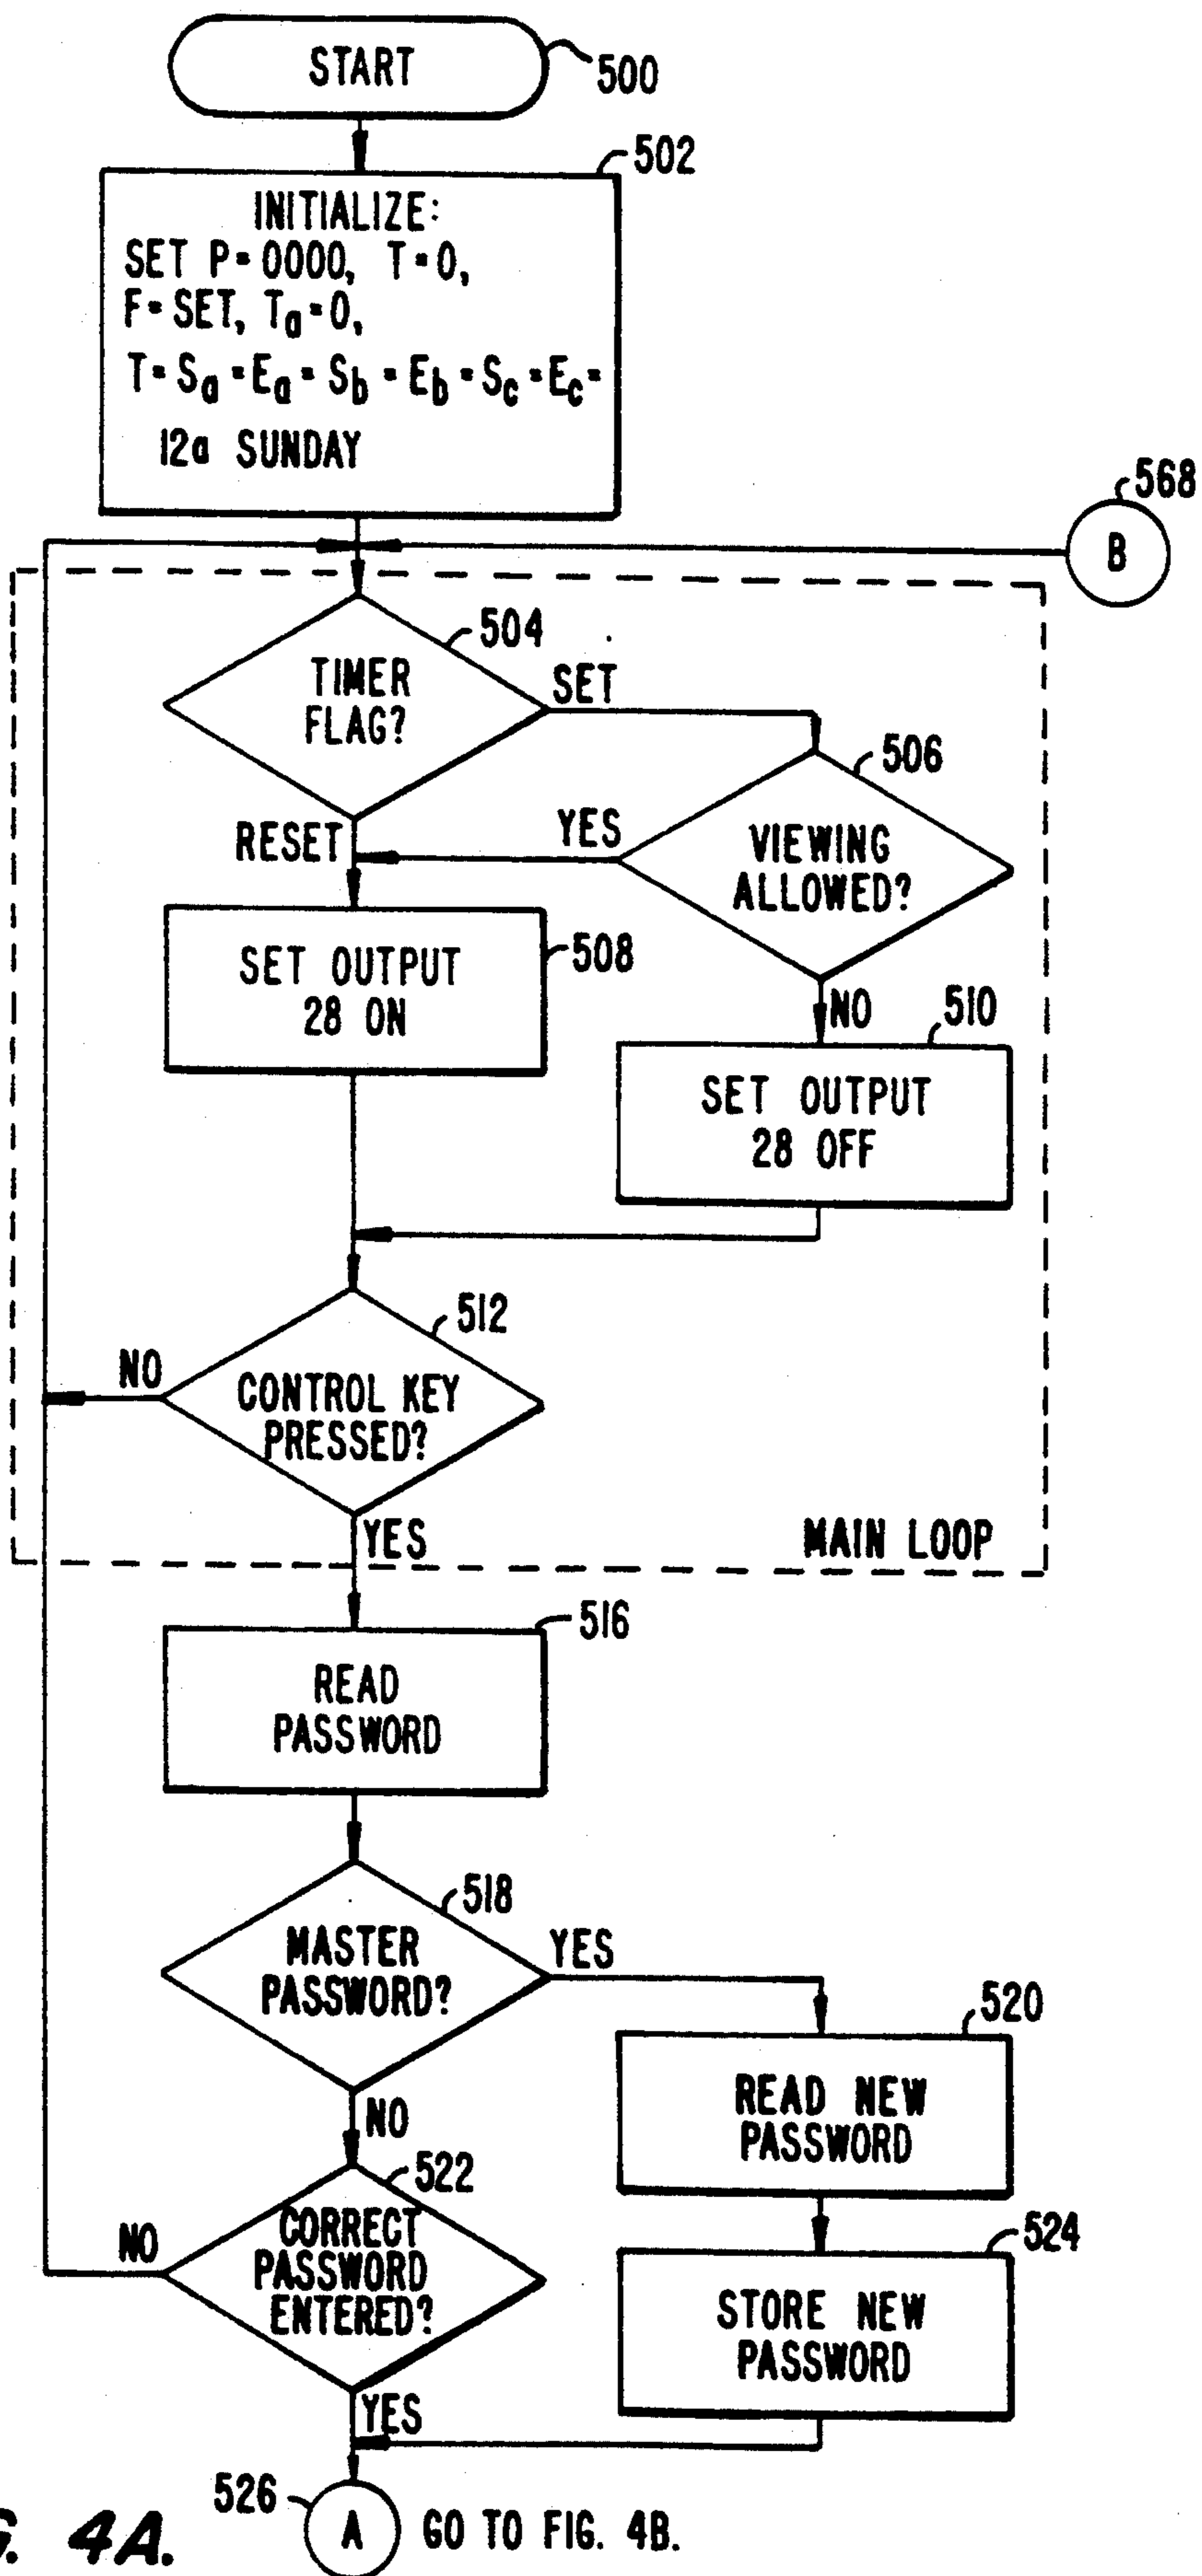 START
500
502
INITIALIZE:
SET P=0000, T=0,
F=SET, Ta=0,
T=Sa=Ea=Sb=Eb=Sc=Ec=
12a SUNDAY
568
B
504
TIMER
FLAG?
SET
506
VIEWING
ALLOWED?
YES
RESET
508
SET OUTPUT
28 ON
NO
510
SET OUTPUT
28 OFF
512
CONTROL KEY
PRESSED?
NO
YES
MAIN LOOP
516
READ
PASSWORD
518
MASTER
PASSWORD?
YES
520
READ NEW
PASSWORD
NO
522
CORRECT
PASSWORD
ENTERED?
NO
524
STORE NEW
PASSWORD
YES
526
A
GO TO FIG. 4B.
4A.